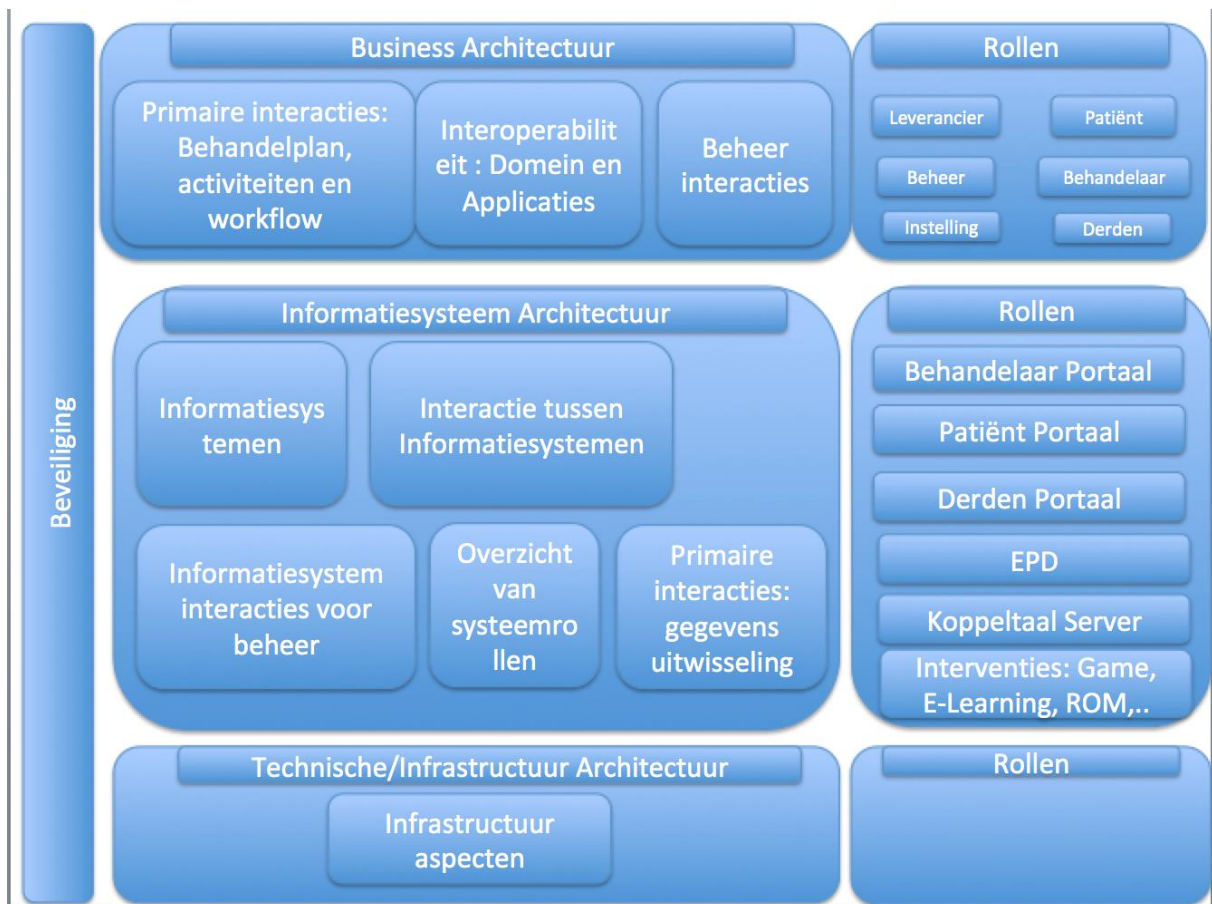 Beveiliging
Business Architectuur
Primaire interacties:
Behandelplan,
activiteiten en
workflow
Interoperabilit
eit : Domein en
Applicaties
Beheer
interacties
Rollen
Leverancier
Patiënt
Beheer
Behandelaar
Instelling
Derden
Informatiesysteem Architectuur
Informatiesys
temen
Interactie tussen
Informatiesystemen
Informatiesystem
interacties voor
beheer
Overzicht
van
systeemro
llen
Primaire
interacties:
gegevens
uitwisseling
Rollen
Behandelaar Portaal
Patiënt Portaal
Derden Portaal
EPD
Koppeltaal Server
Interventies: Game,
E-Learning, ROM,..
Technische/Infrastructuur Architectuur
Infrastructuur
aspecten
Rollen